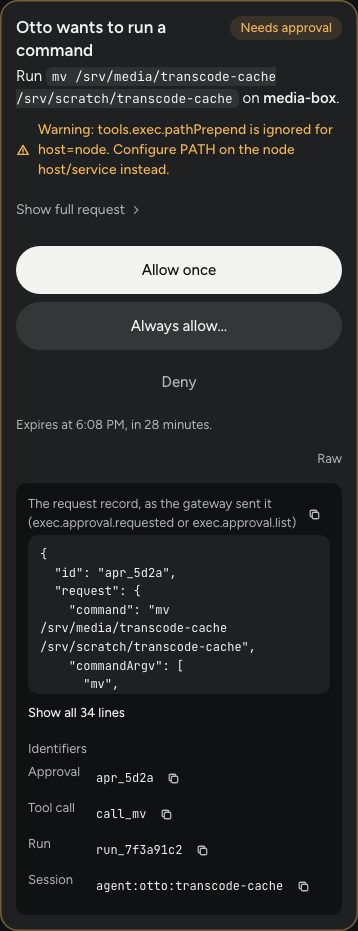 Otto wants to run a
command
Needs approval
Run mv /srv/media/transcode-cache
/srv/scratch/transcode-cache on media-box.
Warning: tools.exec.pathPrepend is ignored for
host=node. Configure PATH on the node
host/service instead.
Show full request
Allow once
Always allow...
Deny
Expires at 6:08 PM, in 28 minutes.
Raw
The request record, as the gateway sent it
(exec.approval.requested or exec.approval.list)
{
"id": "apr_5d2a",
"request": {
"command": "mv
/srv/media/transcode-cache
/srv/scratch/transcode-cache",
"commandArgv": [
"mv",
Show all 34 lines
Identifiers
Approval apr_5d2a
Tool call call_mv
Run run_7f3a91c2
Session agent:otto:transcode-cache